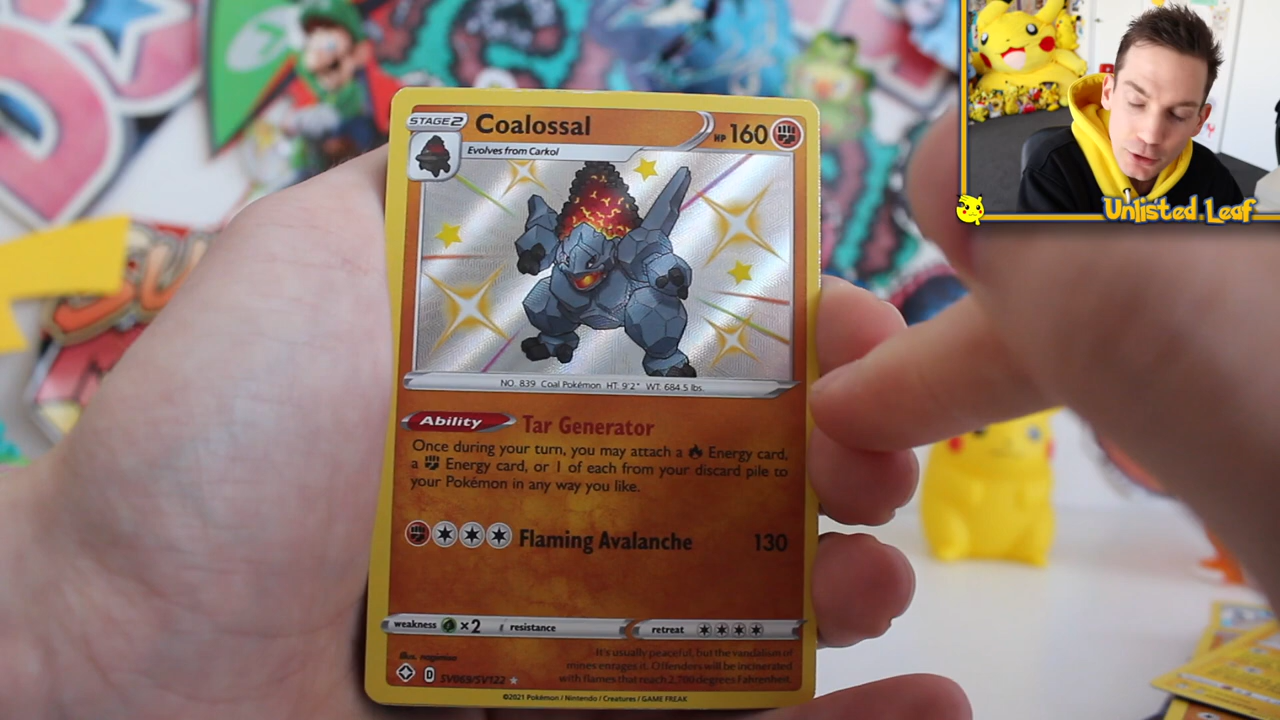 STAGE2
Coalossal
HP 160
Evolves from Carkol
NO. 839 Coal Pokémon HT: 9'2" WT: 684.5 lbs.
Ability Tar Generator
Once during your turn, you may attach a Energy card,
a Energy card, or 1 of each from your discard pile to
your Pokémon in any way you like.
Flaming Avalanche 130
weakness ×2 resistance retreat
Illus. nagimiso
It's usually peaceful, but the vandalism of
mines enrages it. Offenders will be incinerated
with flames that reach 2,700 degrees Fahrenheit.
D SV069/SV122
©2021 Pokémon / Nintendo / Creatures / GAME FREAK
Unlisted Leaf